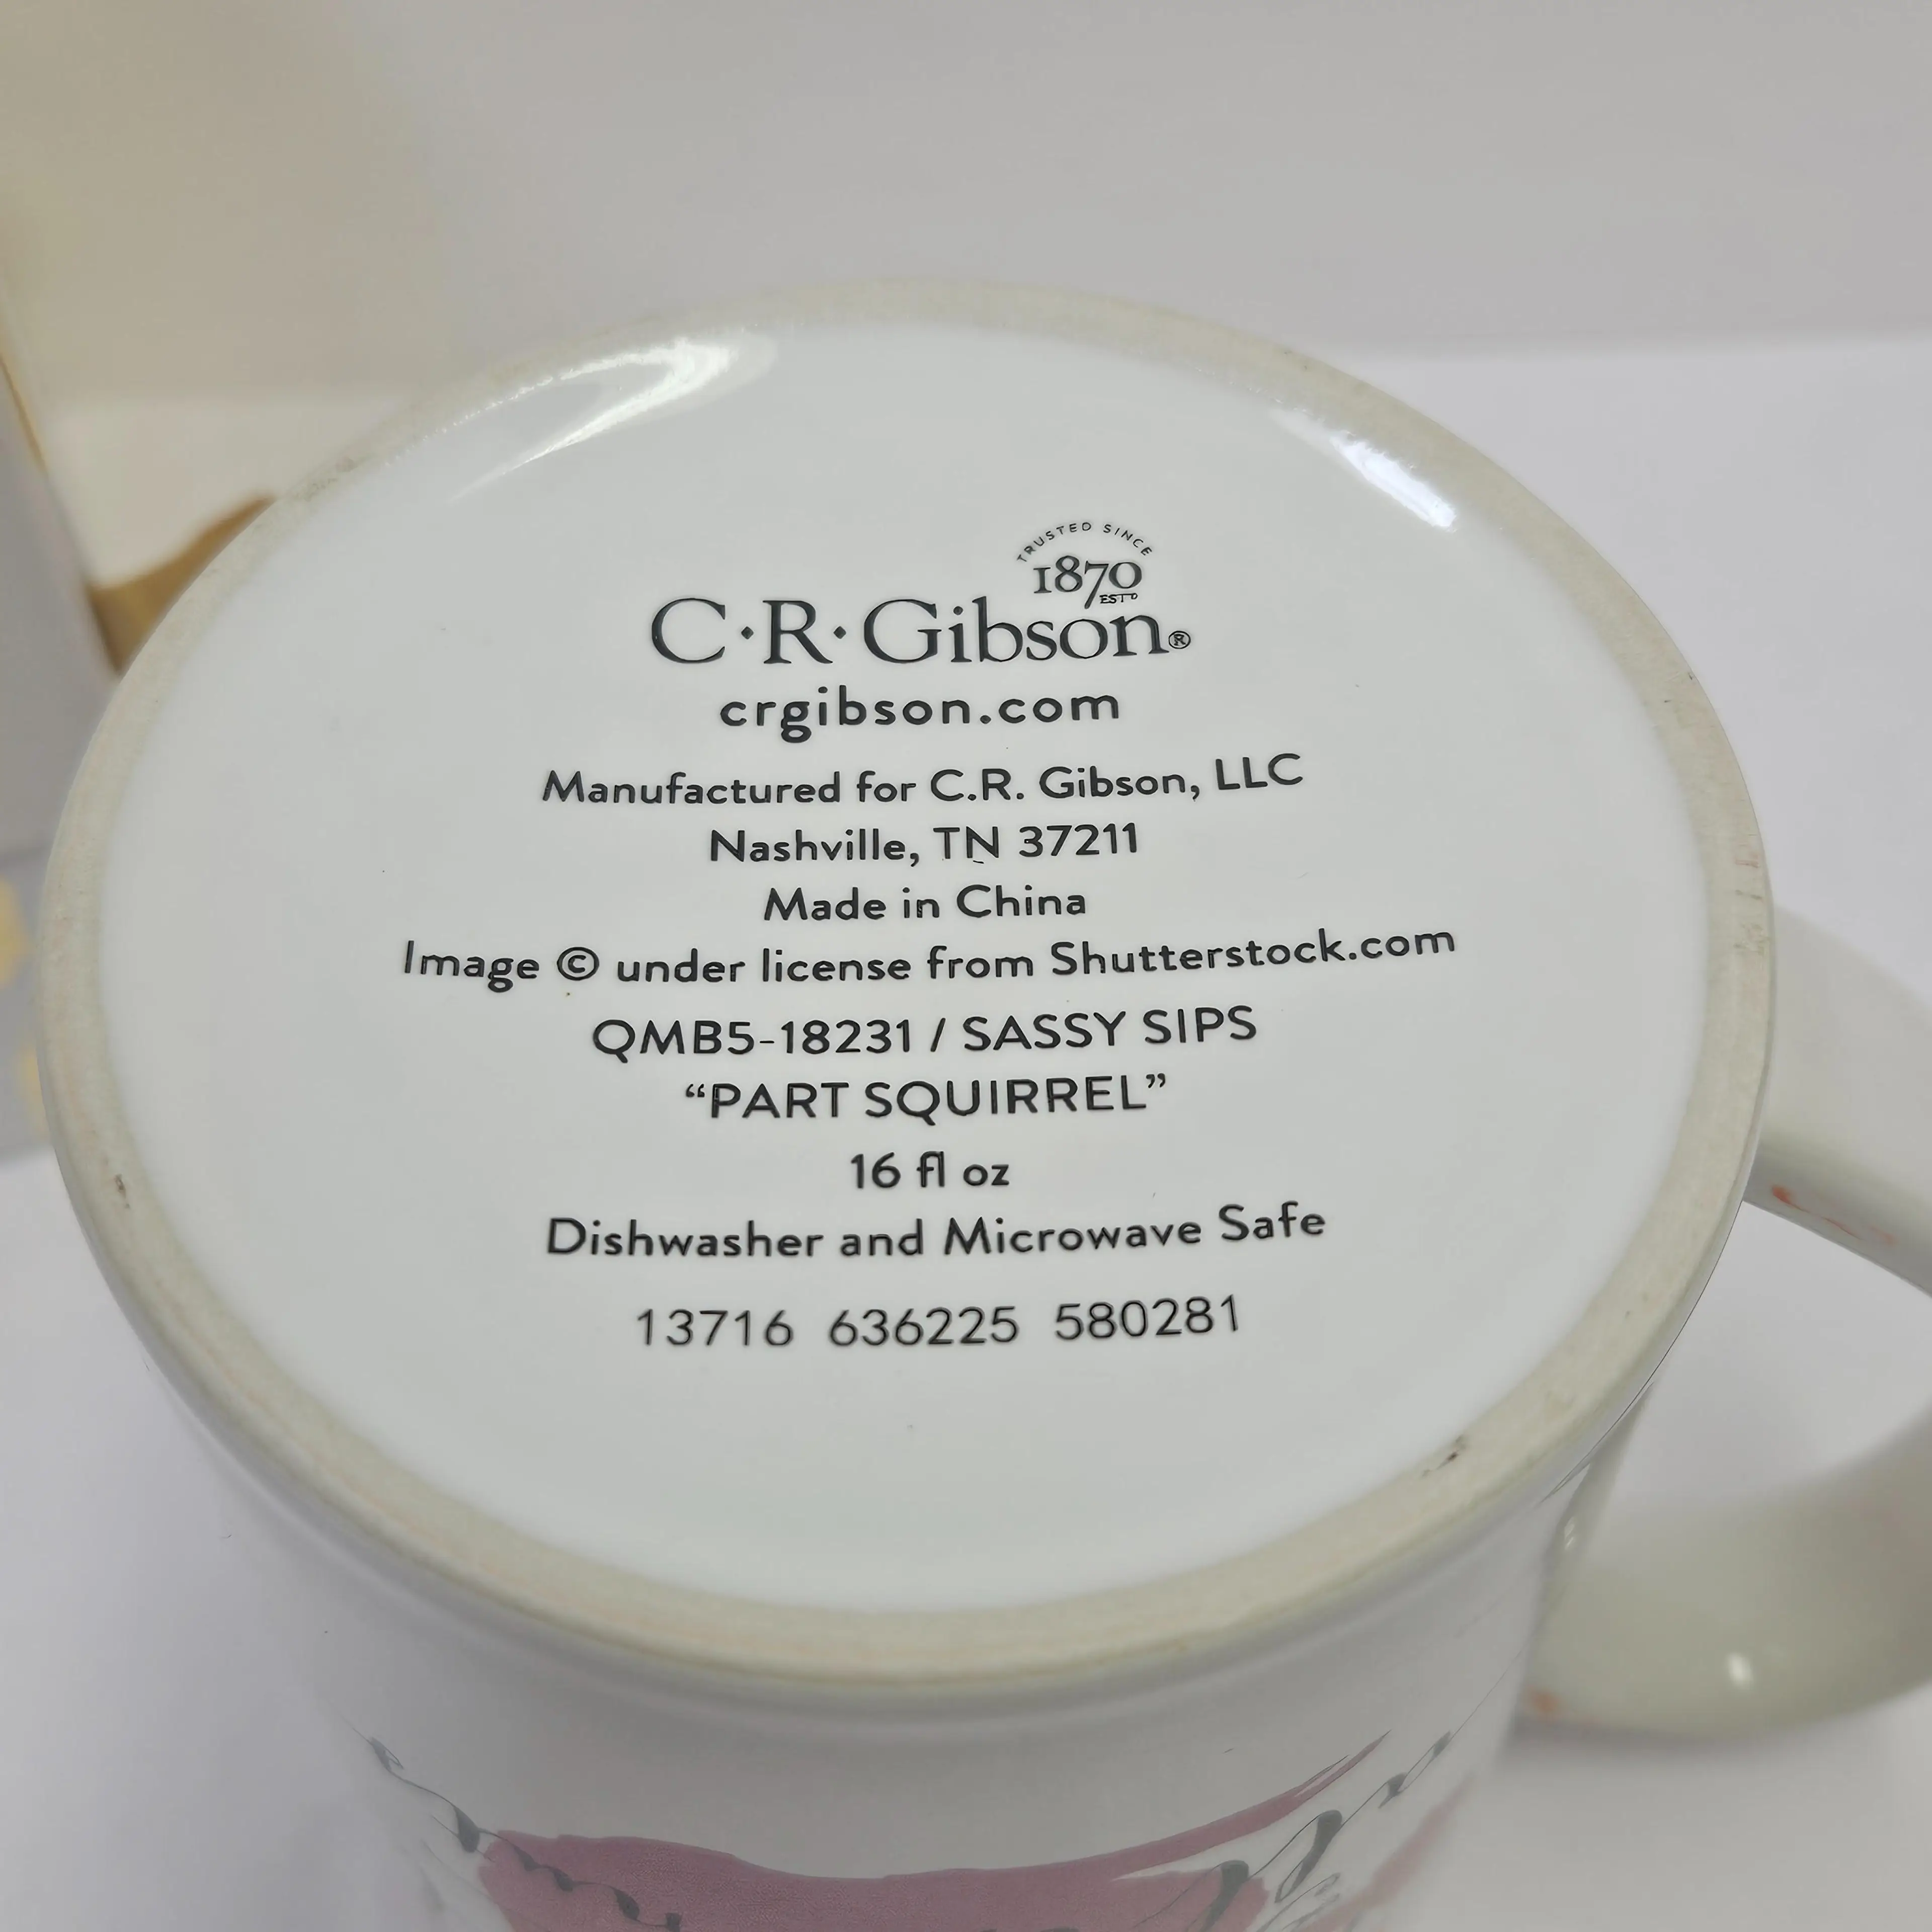 TRUSTED SINCE
1870
ESTD
C·R·Gibson®
crgibson.com
Manufactured for C.R. Gibson, LLC
Nashville, TN 37211
Made in China
Image © under license from Shutterstock.com
QMB5-18231 / SASSY SIPS
“PART SQUIRREL”
16 fl oz
Dishwasher and Microwave Safe
13716 636225 580281